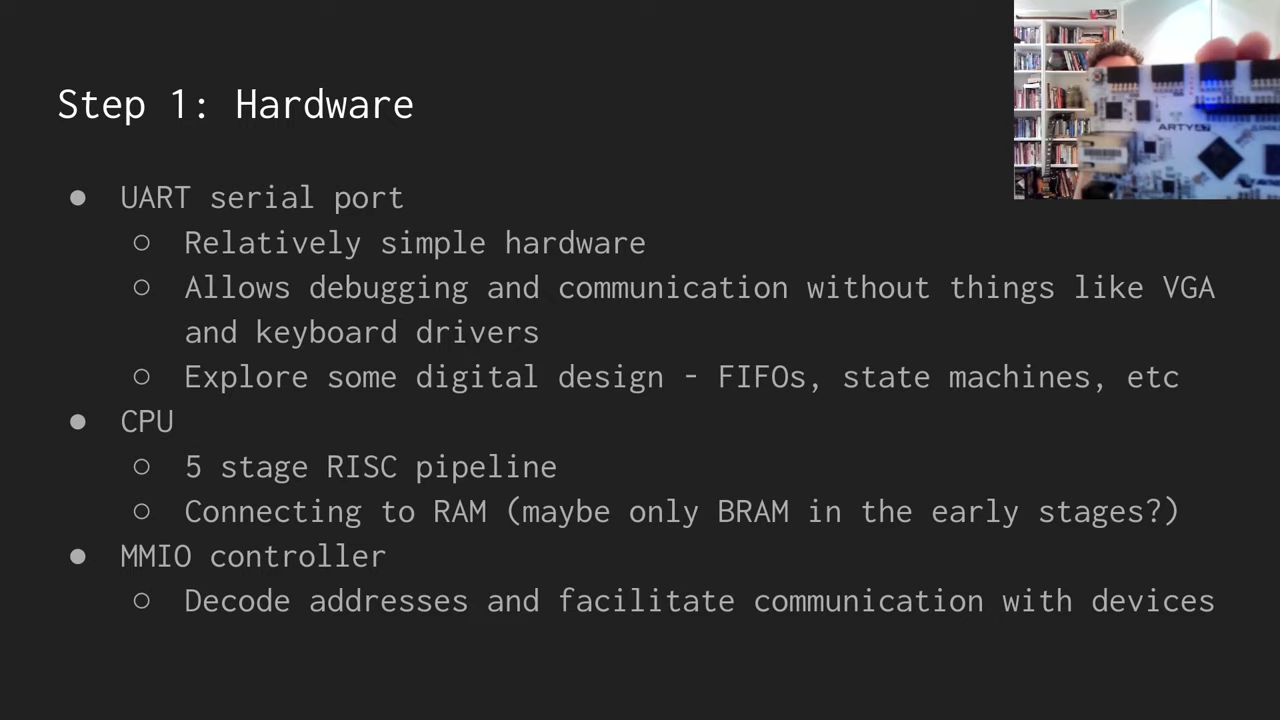 Step 1: Hardware
● UART serial port
○ Relatively simple hardware
○ Allows debugging and communication without things like VGA
and keyboard drivers
○ Explore some digital design - FIFOs, state machines, etc
● CPU
○ 5 stage RISC pipeline
○ Connecting to RAM (maybe only BRAM in the early stages?)
● MMIO controller
○ Decode addresses and facilitate communication with devices
ARTY A7